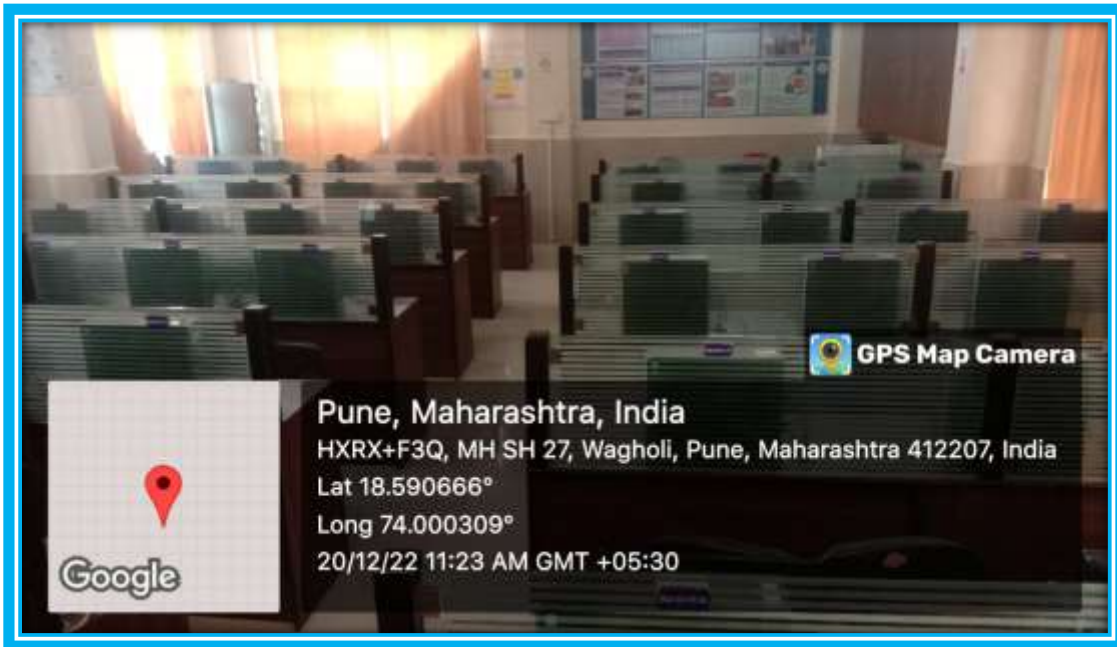 GPS Map Camera
Pune, Maharashtra, India
HXRX+F3Q, MH SH 27, Wagholi, Pune, Maharashtra 412207, India
Lat 18.590666°
Long 74.000309°
20/12/22 11:23 AM GMT +05:30
Google